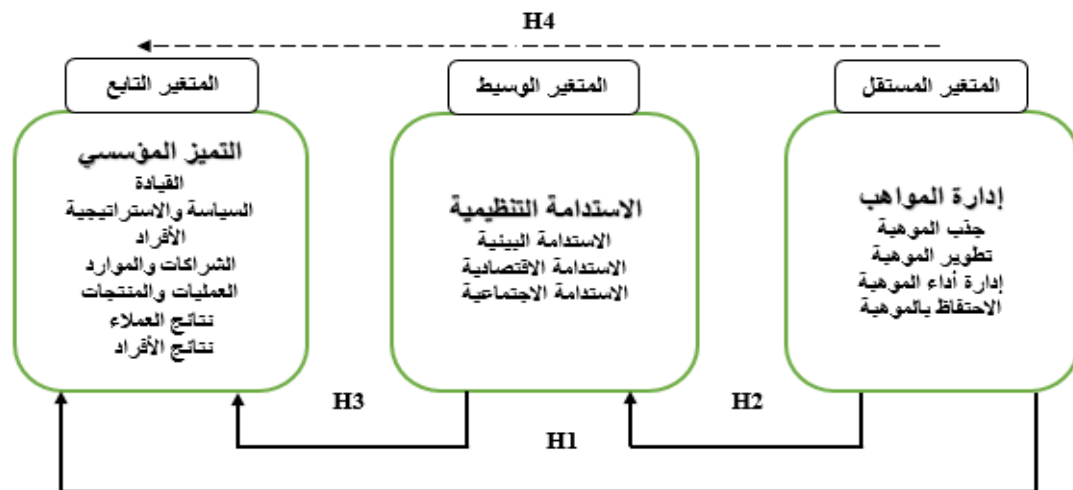 H4
المتغير المستقل
المتغير الوسيط
المتغير التابع
إدارة المواهب
جذب الموهبة
تطوير الموهبة
إدارة أداء الموهبة
الاحتفاظ بالموهبة
الاستدامة التنظيمية
الاستدامة البيئية
الاستدامة الاقتصادية
الاستدامة الاجتماعية
التميز المؤسسي
القيادة
السياسة والاستراتيجية
الأفراد
الشراكات والموارد
العمليات والمنتجات
نتائج العملاء
نتائج الأفراد
H2
H3
H1